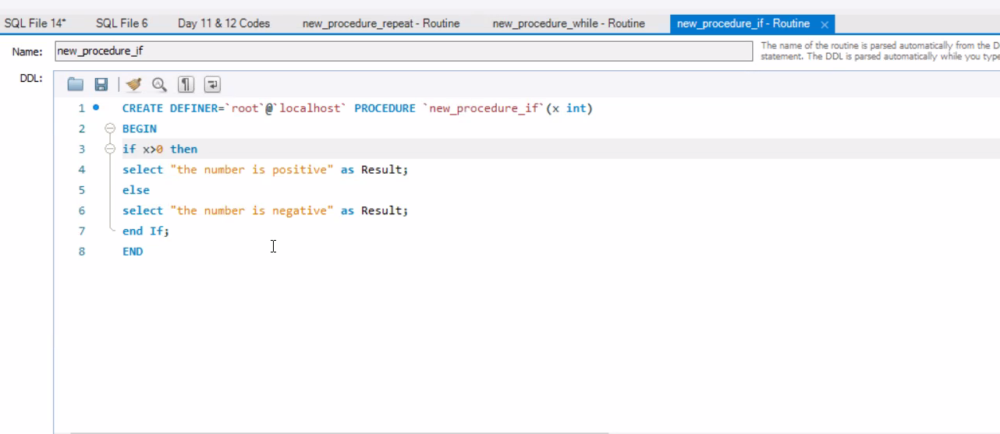 SQL File 14* SQL File 6 Day 11 & 12 Codes new_procedure_repeat - Routine new_procedure_while - Routine new_procedure_if - Routine
Name: new_procedure_if
The name of the routine is parsed automatically from the D
statement. The DDL is parsed automatically while you type
DDL:
1 CREATE DEFINER=`root`@`localhost` PROCEDURE `new_procedure_if`(x int)
2 BEGIN
3 if x>0 then
4 select "the number is positive" as Result;
5 else
6 select "the number is negative" as Result;
7 end If;
8 END